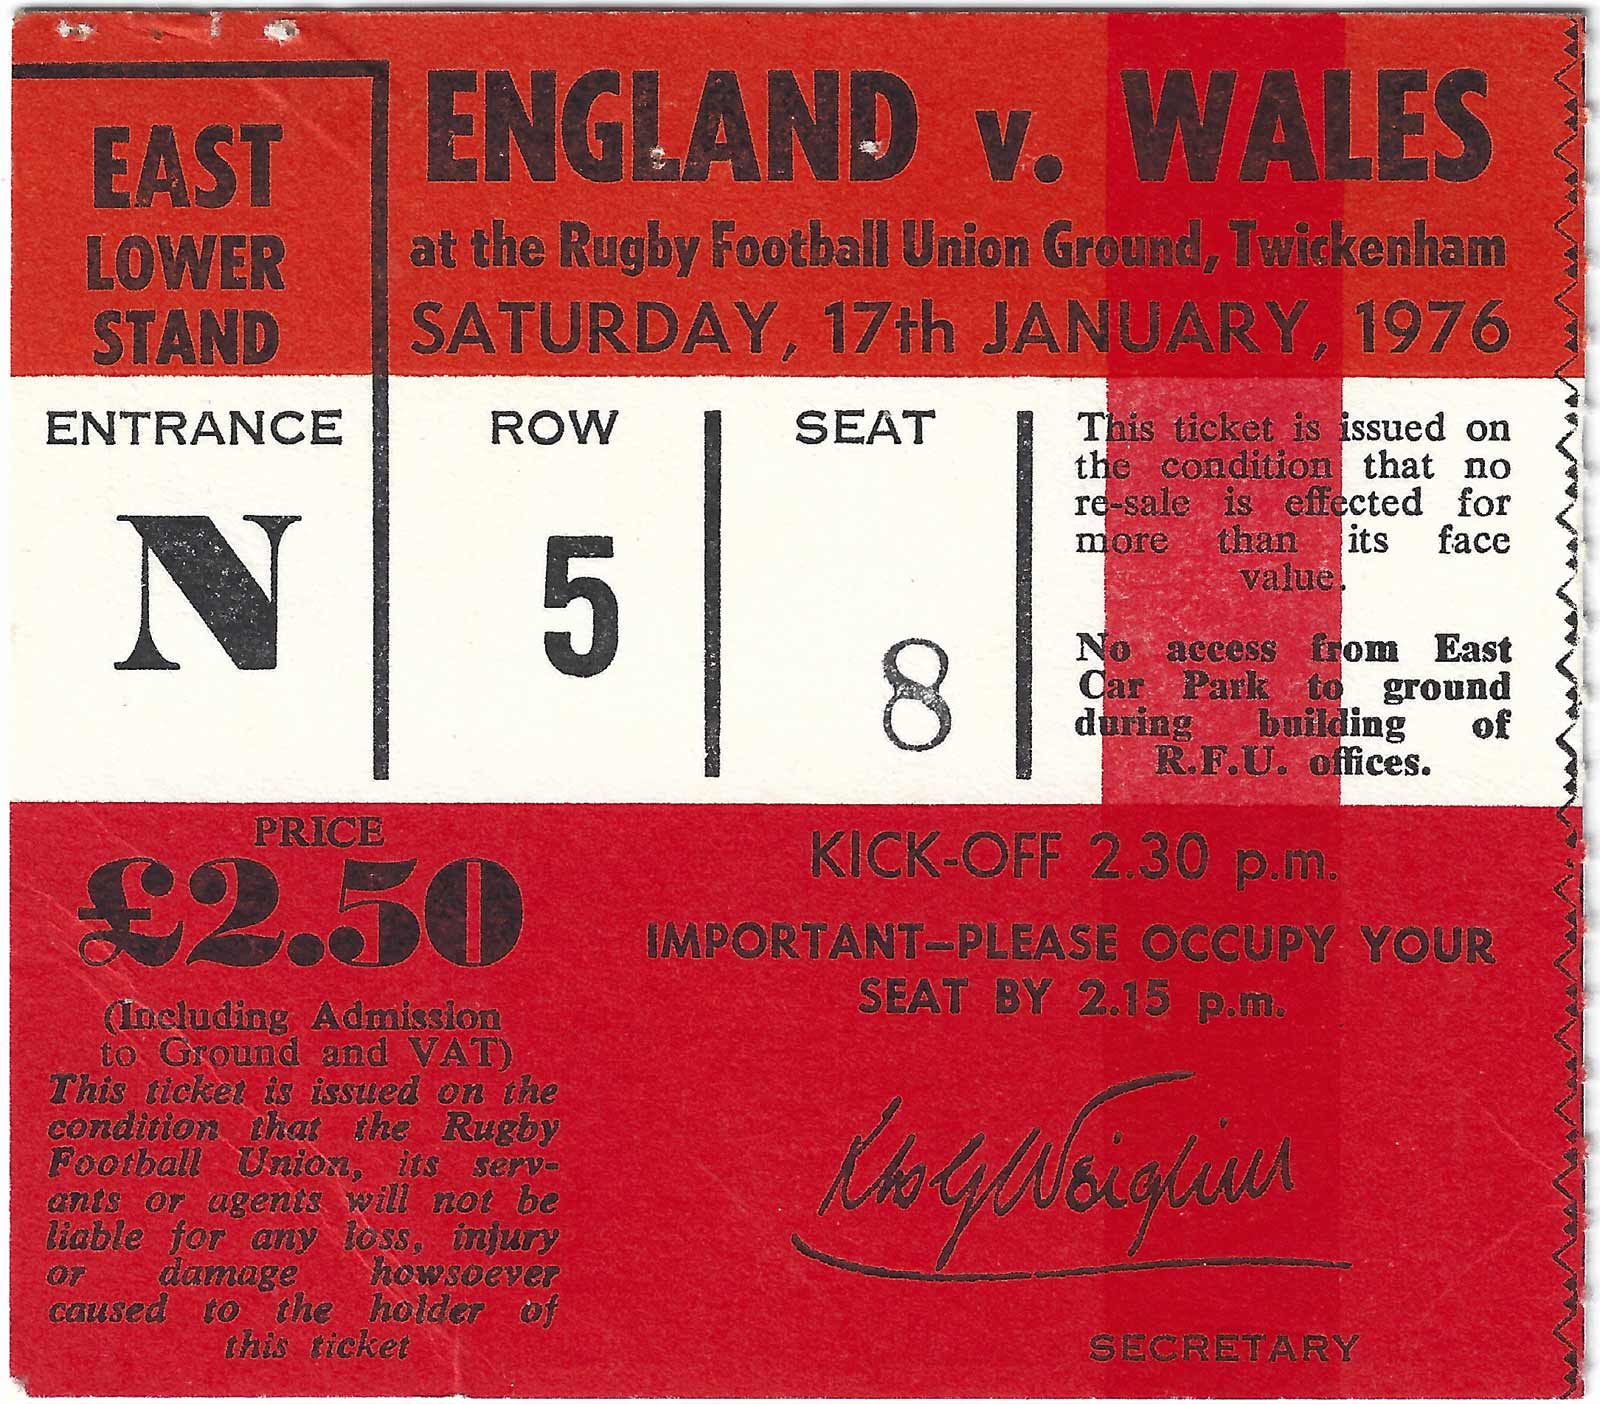 EAST
LOWER
STAND
ENGLAND v. WALES
at the Rugby Football Union Ground, Twickenham
SATURDAY, 17th JANUARY, 1976
ENTRANCE
N
ROW
5
SEAT
8
This ticket is issued on
the condition that no
re-sale is effected for
more than its face
value.
No access from East
Car Park to ground
during building of
R.F.U. offices.
PRICE
£2.50
(Including Admission
to Ground and VAT)
This ticket is issued on the
condition that the Rugby
Football Union, its serv-
ants or agents will not be
liable for any loss, injury
or damage howsoever
caused to the holder of
this ticket
KICK-OFF 2.30 p.m.
IMPORTANT—PLEASE OCCUPY YOUR
SEAT BY 2.15 p.m.
SECRETARY